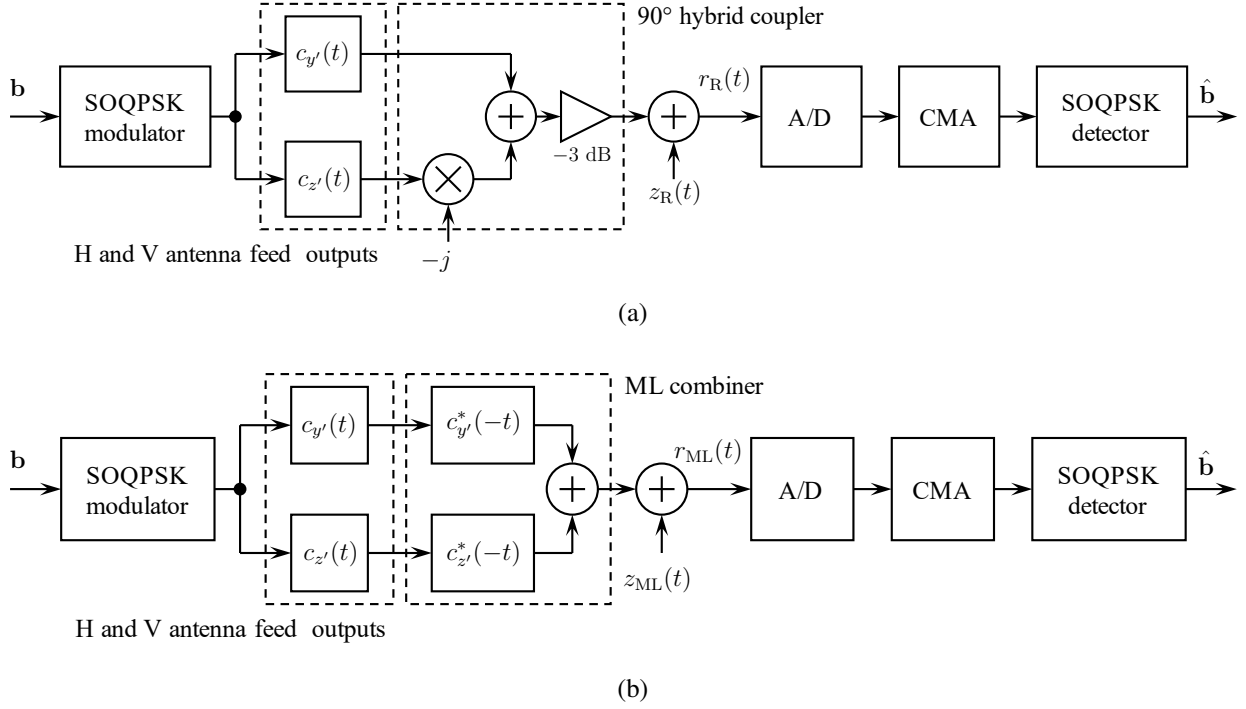 90° hybrid coupler
b
SOQPSK
modulator
c_{y'}(t)
c_{z'}(t)
−j
−3 dB
z_R(t)
r_R(t)
A/D
CMA
SOQPSK
detector
b̂
H and V antenna feed outputs
(a)
ML combiner
b
SOQPSK
modulator
c_{y'}(t)
c*_{y'}(−t)
c_{z'}(t)
c*_{z'}(−t)
z_ML(t)
r_ML(t)
A/D
CMA
SOQPSK
detector
b̂
H and V antenna feed outputs
(b)